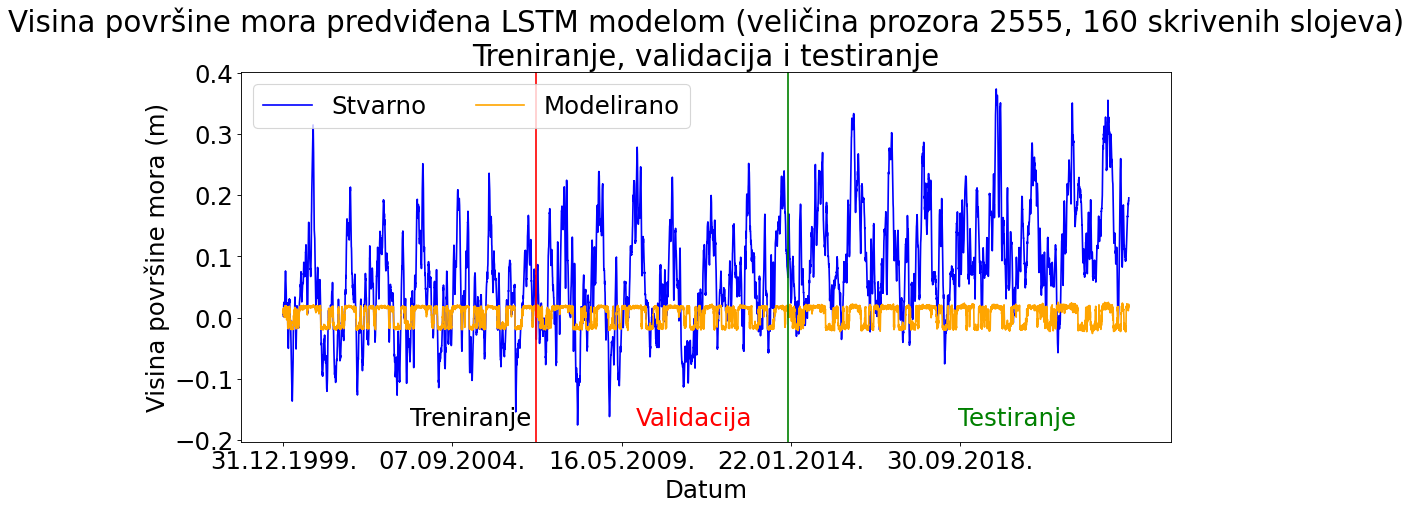 Visina površine mora predviđena LSTM modelom (veličina prozora 2555, 160 skrivenih slojeva)
Treniranje, validacija i testiranje
Stvarno
Modelirano
Visina površine mora (m)
0.4
0.3
0.2
0.1
0.0
−0.1
−0.2
Treniranje
Validacija
Testiranje
31.12.1999.
07.09.2004.
16.05.2009.
22.01.2014.
30.09.2018.
Datum